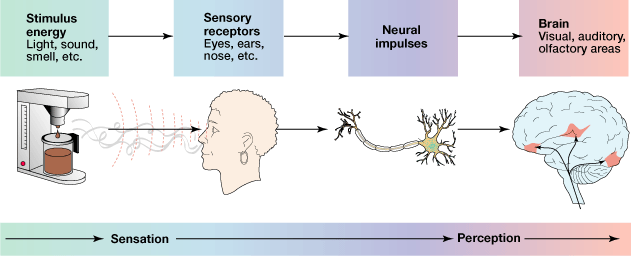 Stimulus
energy
Light, sound,
smell, etc.
Sensory
receptors
Eyes, ears,
nose, etc.
Neural
impulses
Brain
Visual, auditory,
olfactory areas
Sensation
Perception